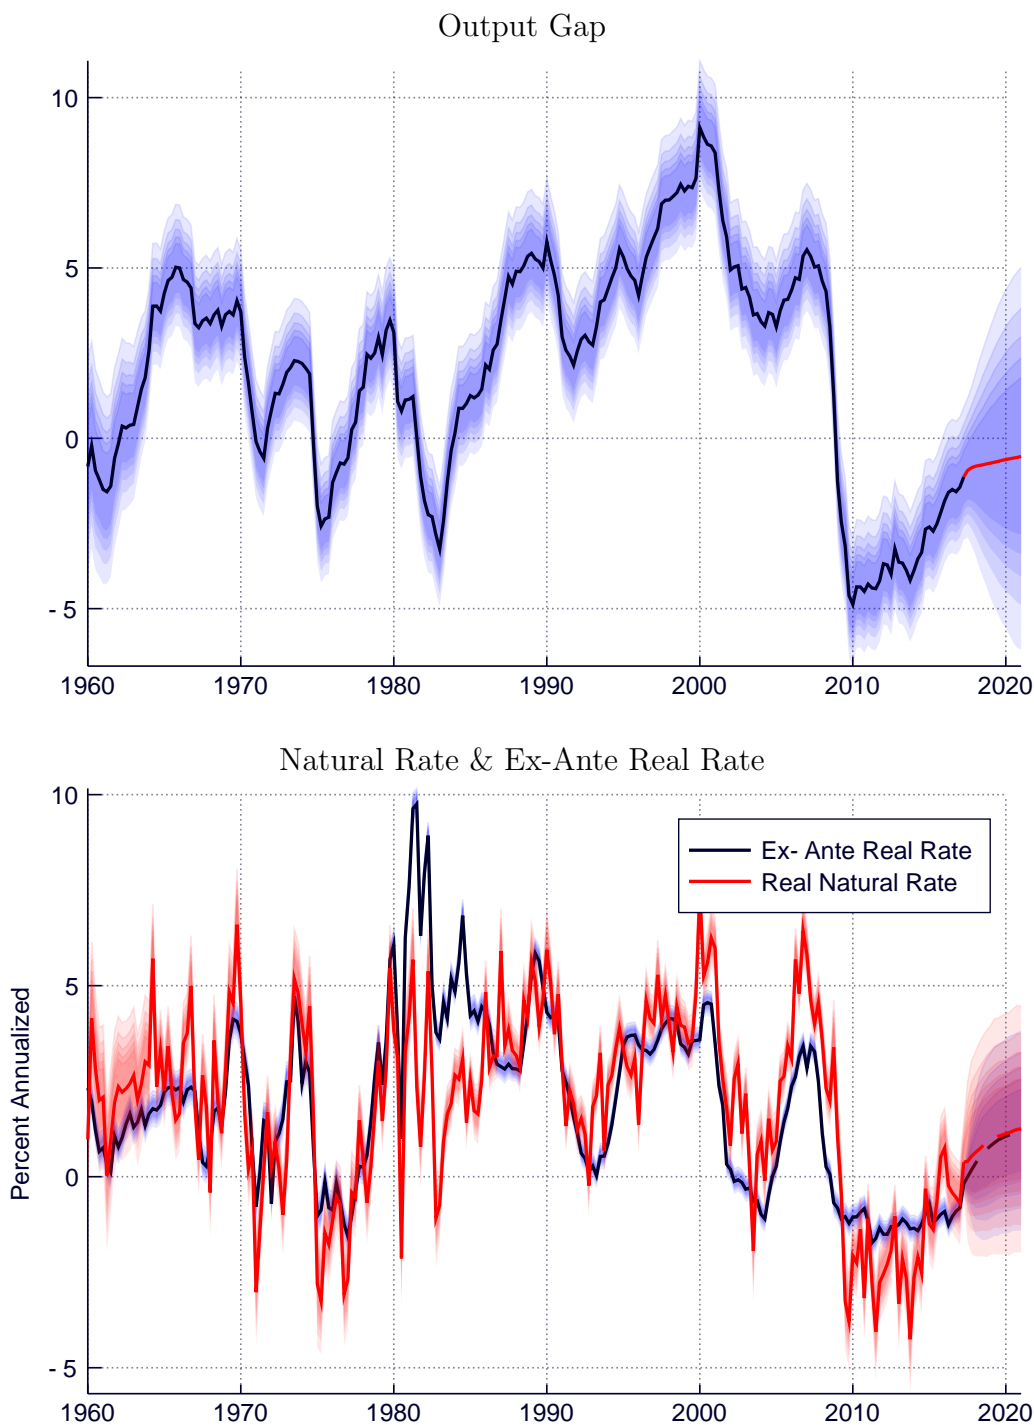 Output Gap
10
5
0
- 5
1960 1970 1980 1990 2000 2010 2020
Natural Rate & Ex-Ante Real Rate
Percent Annualized
10
5
0
- 5
Ex- Ante Real Rate
Real Natural Rate
1960 1970 1980 1990 2000 2010 2020